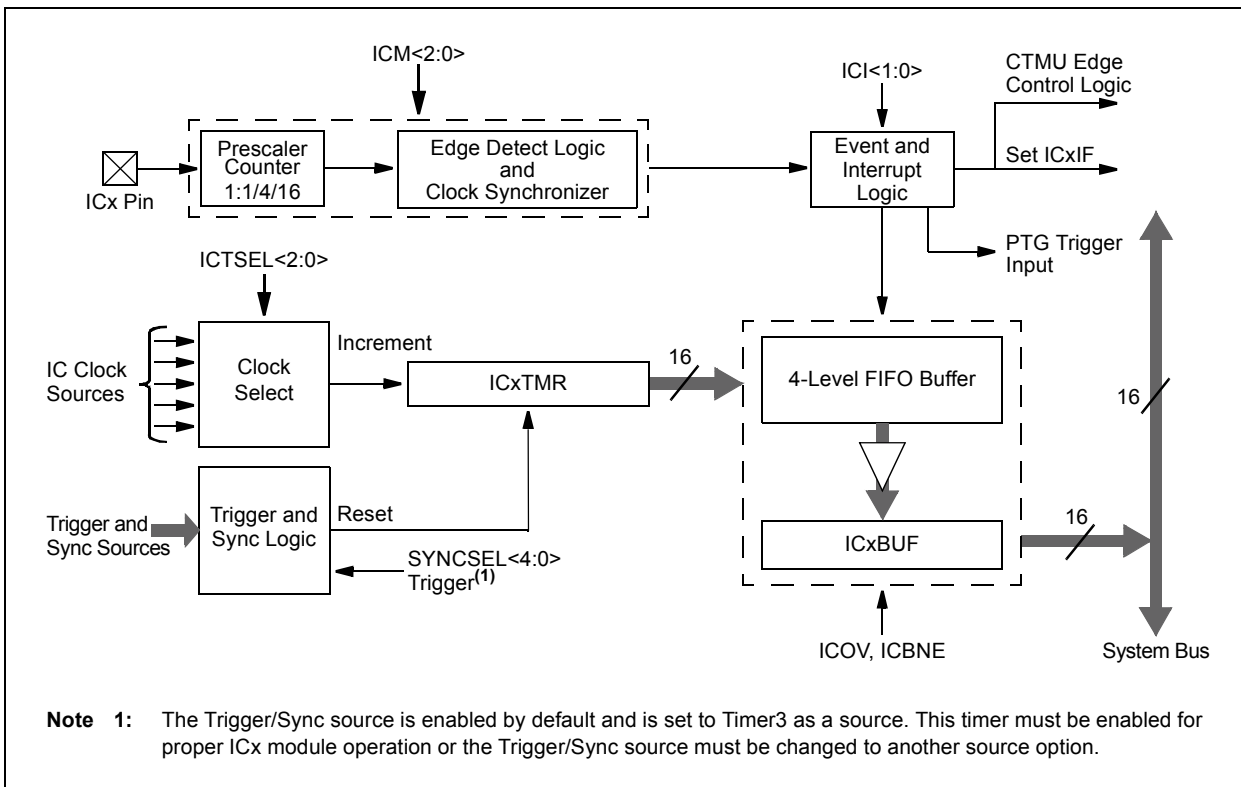 ICM<2:0>
ICI<1:0>
CTMU Edge
Control Logic
Prescaler
Counter
1:1/4/16
Edge Detect Logic
and
Clock Synchronizer
Event and
Interrupt
Logic
Set ICxIF
ICx Pin
PTG Trigger
Input
ICTSEL<2:0>
Increment
16
IC Clock
Sources
Clock
Select
ICxTMR
4-Level FIFO Buffer
16
Trigger and
Sync Sources
Trigger and
Sync Logic
Reset
SYNCSEL<4:0>
Trigger(1)
ICxBUF
16
ICOV, ICBNE
System Bus
Note 1: The Trigger/Sync source is enabled by default and is set to Timer3 as a source. This timer must be enabled for
proper ICx module operation or the Trigger/Sync source must be changed to another source option.